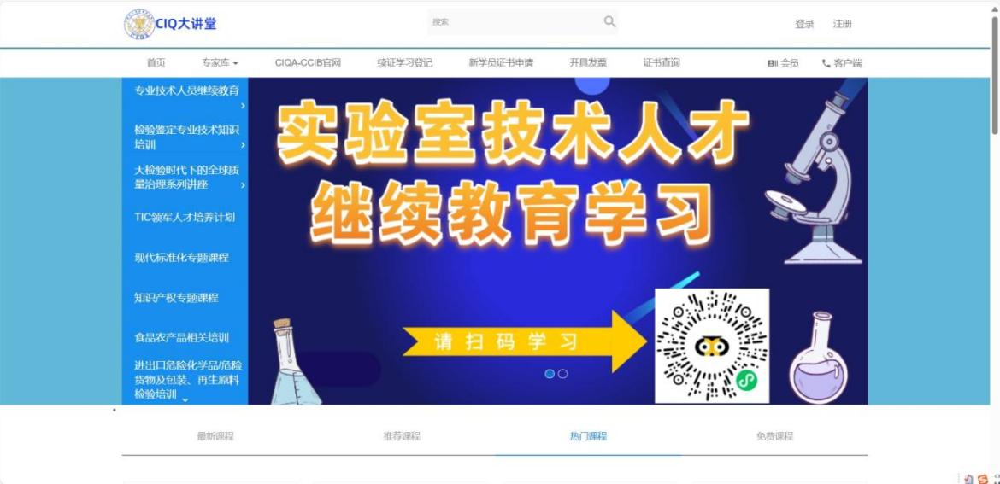 CIQ大讲堂
搜索
登录 注册
首页 专家库 CIQA-CCIB官网 续证学习登记 新学员证书申请 开具发票 证书查询 会员 客户端
专业技术人员继续教育
检验鉴定专业技术知识
培训
大检验时代下的全球质
量治理系列讲座
TIC领军人才培养计划
现代标准化专题课程
知识产权专题课程
食品农产品相关培训
进出口危险化学品/危险
货物及包装、再生原料
检验培训
实验室技术人才
继续教育学习
请扫码学习
最新课程 推荐课程 热门课程 免费课程